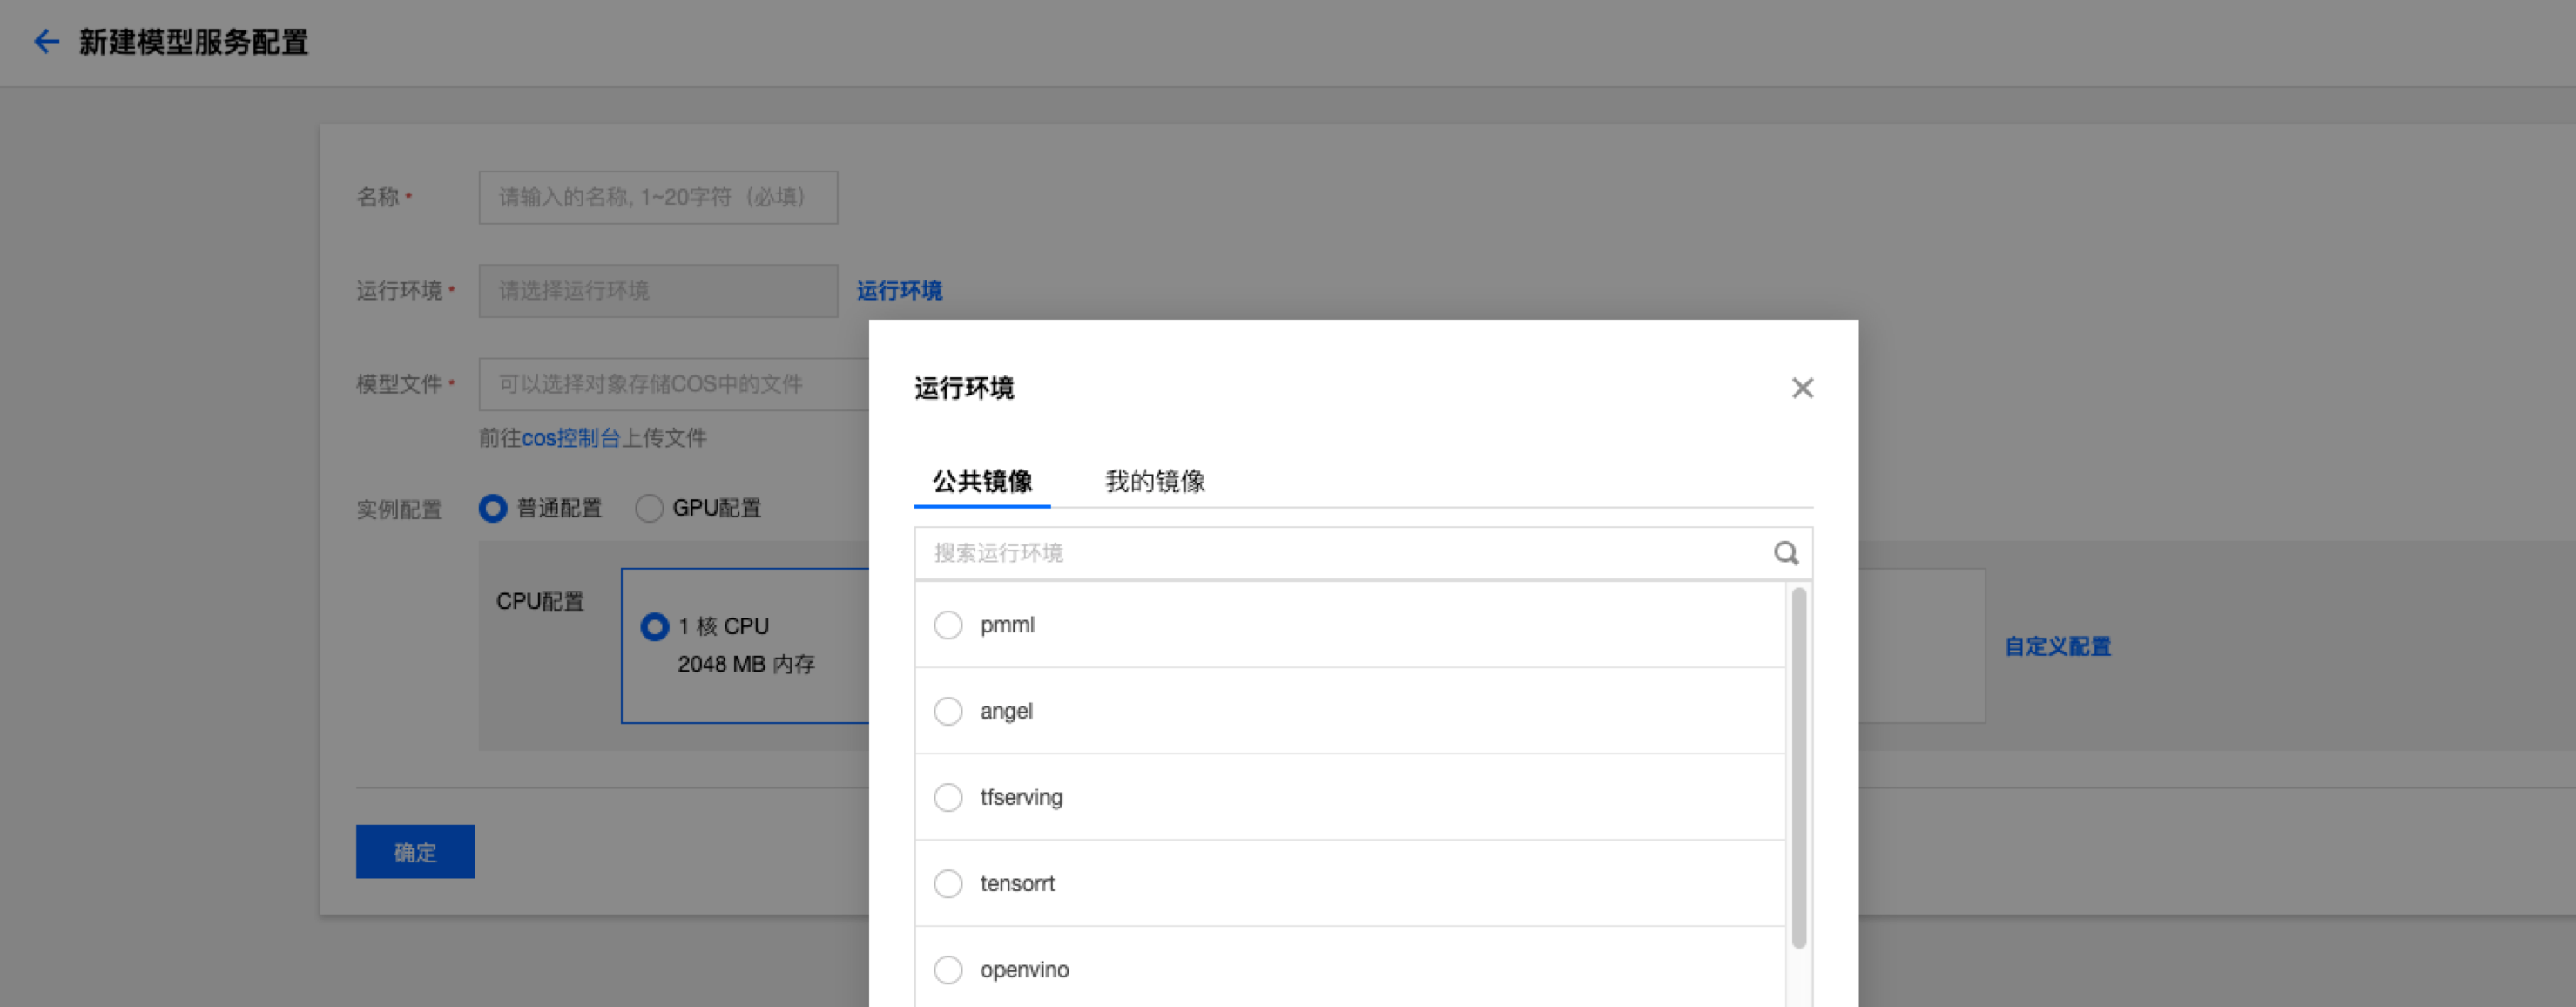 新建模型服务配置
名称 * 请输入的名称, 1~20字符（必填）
运行环境 * 请选择运行环境 运行环境
模型文件 * 可以选择对象存储COS中的文件
前往cos控制台上传文件
实例配置 普通配置 GPU配置
CPU配置
1 核 CPU
2048 MB 内存
自定义配置
确定
运行环境
公共镜像 我的镜像
搜索运行环境
pmml
angel
tfserving
tensorrt
openvino